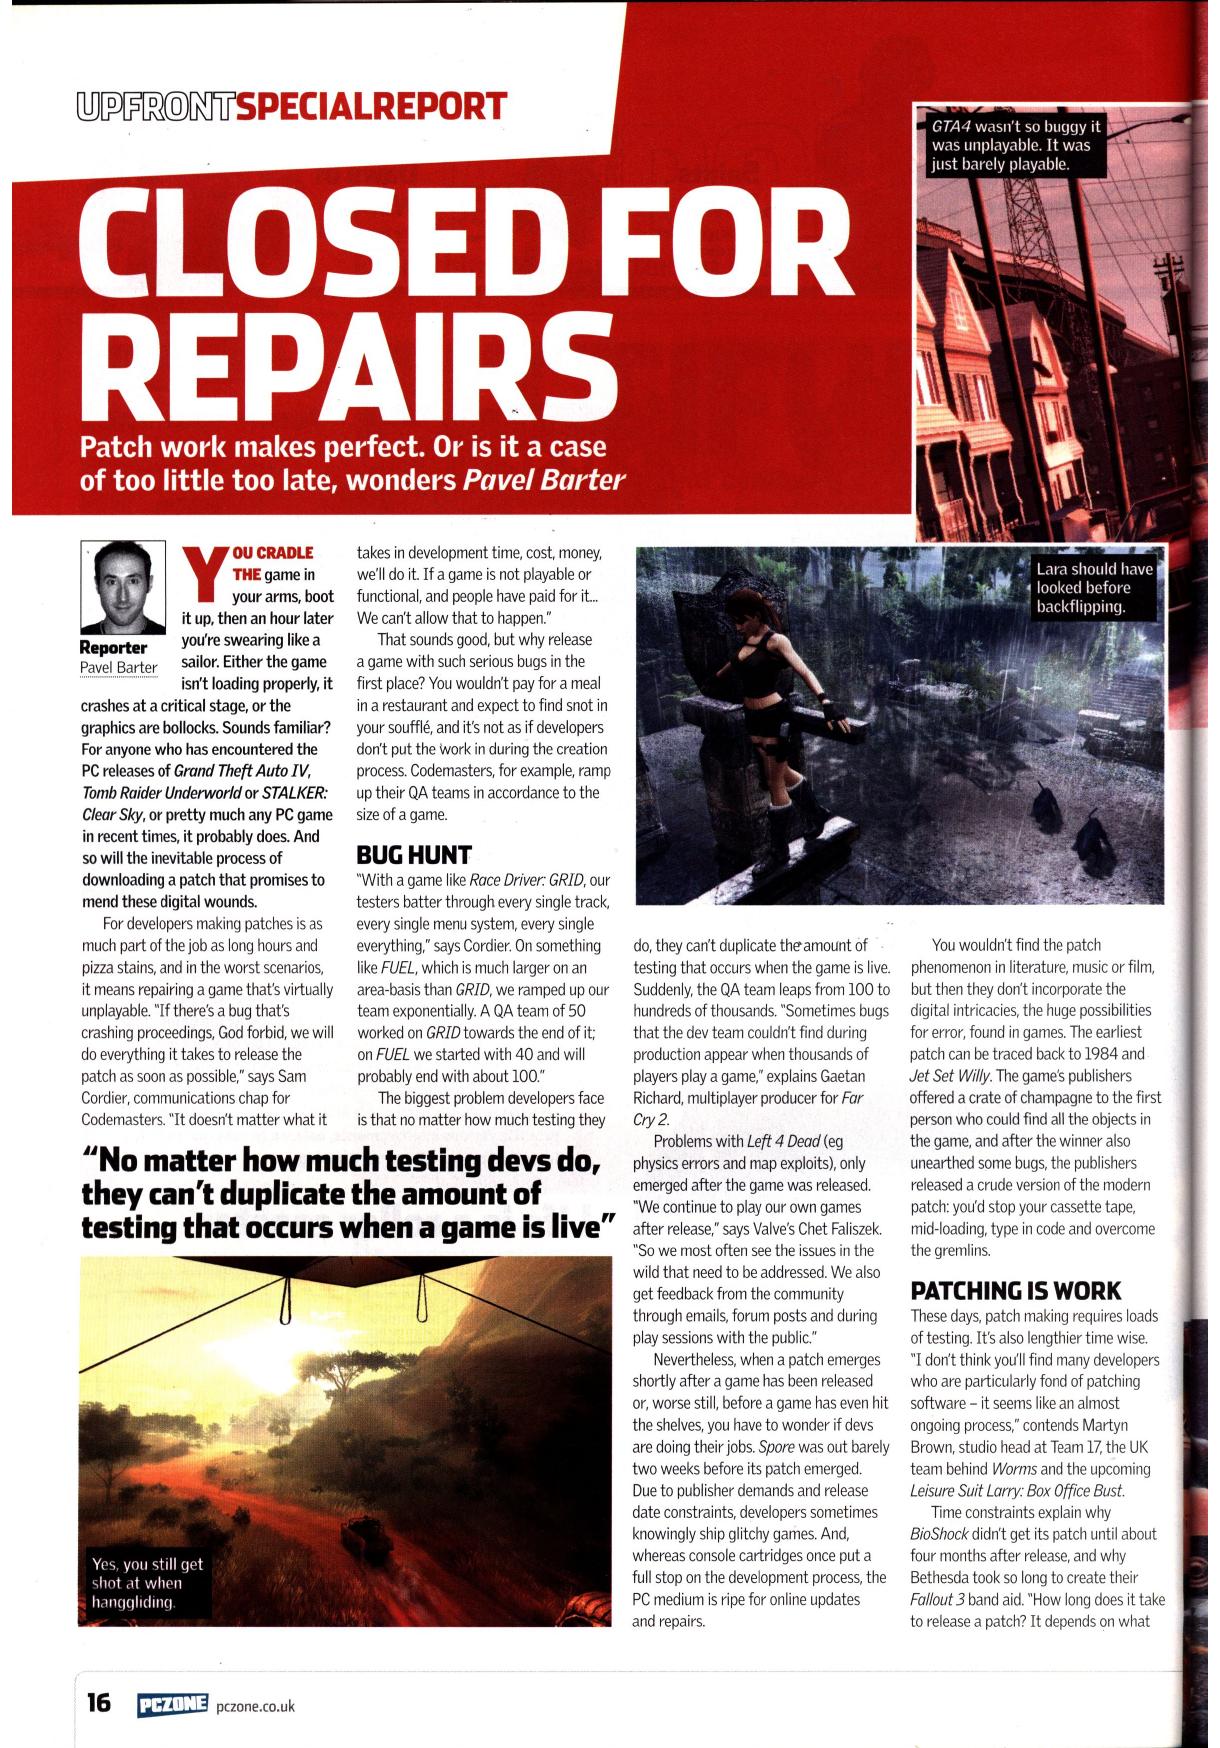 UPFRONTSPECIALREPORT
CLOSED FOR
REPAIRS
Patch work makes perfect. Or is it a case
of too little too late, wonders Pavel Barter
GTA4 wasn't so buggy it
was unplayable. It was
just barely playable.
Reporter
Pavel Barter
YOU CRADLE
THE game in
your arms, boot
it up, then an hour later
you're swearing like a
sailor. Either the game
isn't loading properly, it
crashes at a critical stage, or the
graphics are bollocks. Sounds familiar?
For anyone who has encountered the
PC releases of Grand Theft Auto IV,
Tomb Raider Underworld or STALKER:
Clear Sky, or pretty much any PC game
in recent times, it probably does. And
so will the inevitable process of
downloading a patch that promises to
mend these digital wounds.
For developers making patches is as
much part of the job as long hours and
pizza stains, and in the worst scenarios,
it means repairing a game that's virtually
unplayable. "If there's a bug that's
crashing proceedings, God forbid, we will
do everything it takes to release the
patch as soon as possible," says Sam
Cordier, communications chap for
Codemasters. "It doesn't matter what it
takes in development time, cost, money,
we'll do it. If a game is not playable or
functional, and people have paid for it...
We can't allow that to happen."
That sounds good, but why release
a game with such serious bugs in the
first place? You wouldn't pay for a meal
in a restaurant and expect to find snot in
your soufflé, and it's not as if developers
don't put the work in during the creation
process. Codemasters, for example, ramp
up their QA teams in accordance to the
size of a game.
BUG HUNT
"With a game like Race Driver: GRID, our
testers batter through every single track,
every single menu system, every single
everything," says Cordier. On something
like FUEL, which is much larger on an
area-basis than GRID, we ramped up our
team exponentially. A QA team of 50
worked on GRID towards the end of it;
on FUEL we started with 40 and will
probably end with about 100."
The biggest problem developers face
is that no matter how much testing they
"No matter how much testing devs do,
they can't duplicate the amount of
testing that occurs when a game is live"
Yes, you still get
shot at when
hanggliding.
Lara should have
looked before
backflipping.
do, they can't duplicate the amount of
testing that occurs when the game is live.
Suddenly, the QA team leaps from 100 to
hundreds of thousands. "Sometimes bugs
that the dev team couldn't find during
production appear when thousands of
players play a game," explains Gaetan
Richard, multiplayer producer for Far
Cry 2.
Problems with Left 4 Dead (eg
physics errors and map exploits), only
emerged after the game was released.
"We continue to play our own games
after release," says Valve's Chet Faliszek.
"So we most often see the issues in the
wild that need to be addressed. We also
get feedback from the community
through emails, forum posts and during
play sessions with the public."
Nevertheless, when a patch emerges
shortly after a game has been released
or, worse still, before a game has even hit
the shelves, you have to wonder if devs
are doing their jobs. Spore was out barely
two weeks before its patch emerged.
Due to publisher demands and release
date constraints, developers sometimes
knowingly ship glitchy games. And,
whereas console cartridges once put a
full stop on the development process, the
PC medium is ripe for online updates
and repairs.
You wouldn't find the patch
phenomenon in literature, music or film,
but then they don't incorporate the
digital intricacies, the huge possibilities
for error, found in games. The earliest
patch can be traced back to 1984 and
Jet Set Willy. The game's publishers
offered a crate of champagne to the first
person who could find all the objects in
the game, and after the winner also
unearthed some bugs, the publishers
released a crude version of the modern
patch: you'd stop your cassette tape,
mid-loading, type in code and overcome
the gremlins.
PATCHING IS WORK
These days, patch making requires loads
of testing. It's also lengthier time wise.
"I don't think you'll find many developers
who are particularly fond of patching
software – it seems like an almost
ongoing process," contends Martyn
Brown, studio head at Team 17, the UK
team behind Worms and the upcoming
Leisure Suit Larry: Box Office Bust.
Time constraints explain why
BioShock didn't get its patch until about
four months after release, and why
Bethesda took so long to create their
Fallout 3 band aid. "How long does it take
to release a patch? It depends on what
16 PCZONE pczone.co.uk